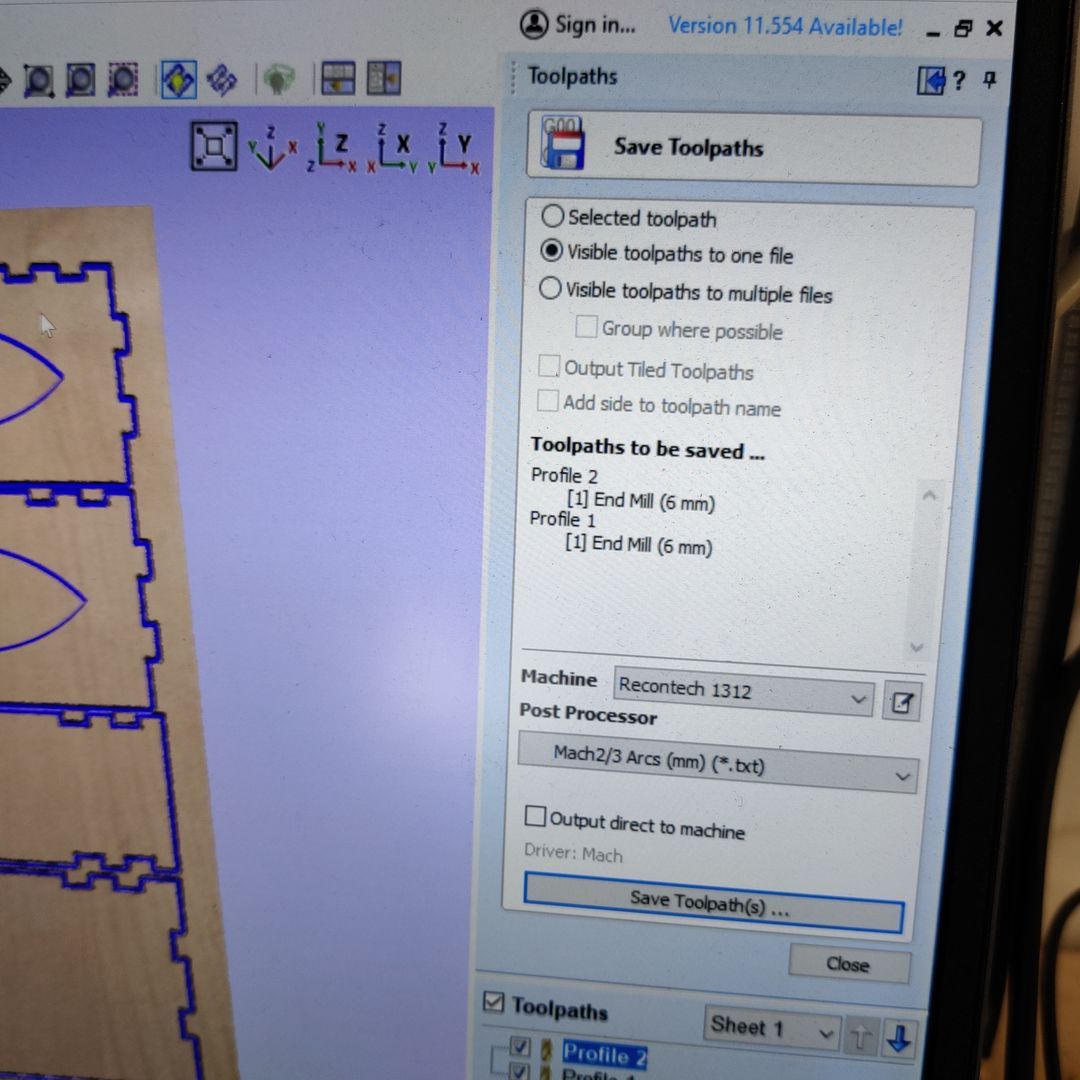 Sign in... Version 11.554 Available!
Toolpaths
?
Z Y X
Y Z Z X
Z X X Y
Z Y Y X
G00
Save Toolpaths
Selected toolpath
Visible toolpaths to one file
Visible toolpaths to multiple files
Group where possible
Output Tiled Toolpaths
Add side to toolpath name
Toolpaths to be saved ...
Profile 2
[1] End Mill (6 mm)
Profile 1
[1] End Mill (6 mm)
Machine Recontech 1312
Post Processor
Mach2/3 Arcs (mm) (*.txt)
Output direct to machine
Driver: Mach
Save Toolpath(s) ...
Close
Toolpaths Sheet 1
Profile 2